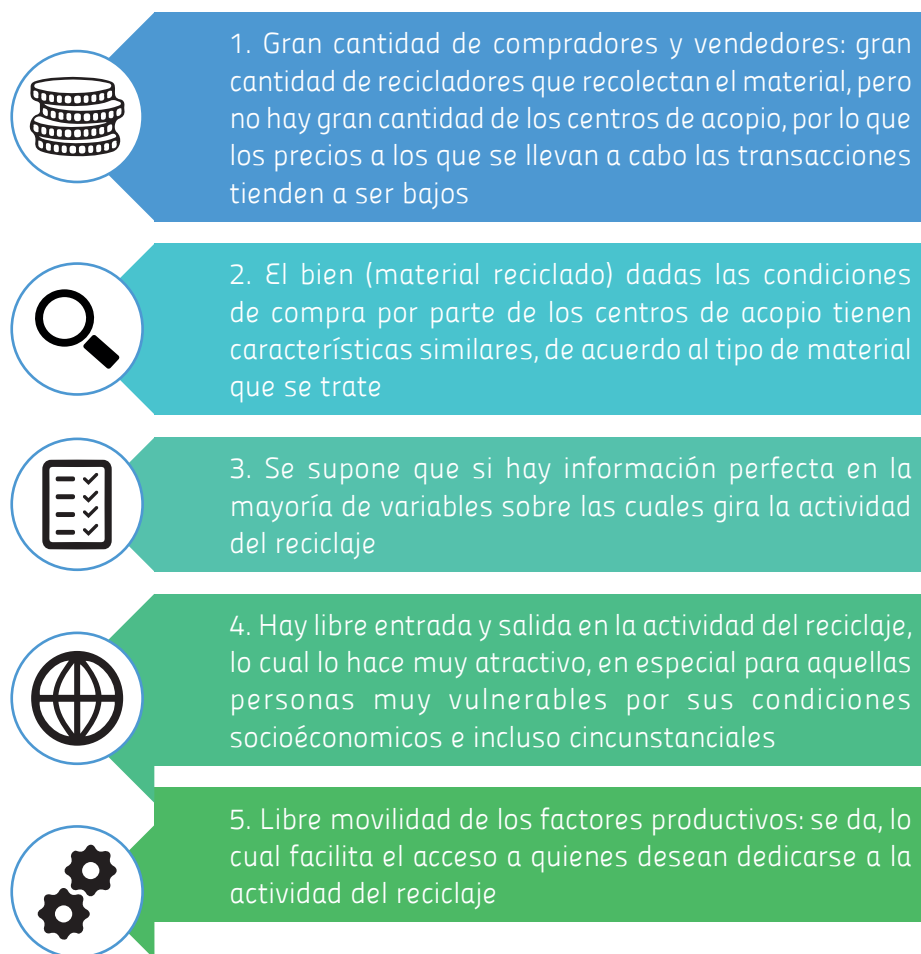 1. Gran cantidad de compradores y vendedores: gran
cantidad de recicladores que recolectan el material, pero
no hay gran cantidad de los centros de acopio, por lo que
los precios a los que se llevan a cabo las transacciones
tienden a ser bajos
2. El bien (material reciclado) dadas las condiciones
de compra por parte de los centros de acopio tienen
características similares, de acuerdo al tipo de material
que se trate
3. Se supone que si hay información perfecta en la
mayoría de variables sobre las cuales gira la actividad
del reciclaje
4. Hay libre entrada y salida en la actividad del reciclaje,
lo cual lo hace muy atractivo, en especial para aquellas
personas muy vulnerables por sus condiciones
socioéconomicos e incluso cincunstanciales
5. Libre movilidad de los factores productivos: se da, lo
cual facilita el acceso a quienes desean dedicarse a la
actividad del reciclaje